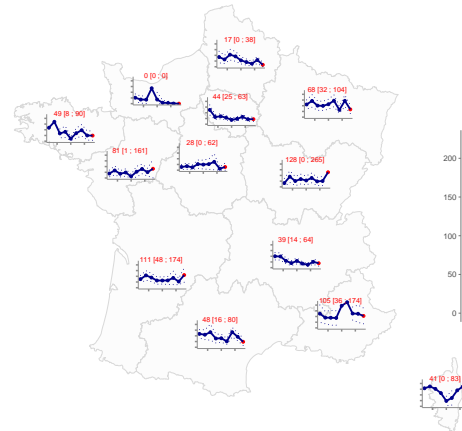 17 [0 ; 38]
0 [0 ; 0]
68 [32 ; 104]
44 [25 ; 63]
49 [8 ; 90]
28 [0 ; 62]
81 [1 ; 161]
128 [0 ; 265]
200
150
100
50
0
39 [14 ; 64]
111 [48 ; 174]
105 [36 ; 174]
48 [16 ; 80]
41 [0 ; 83]